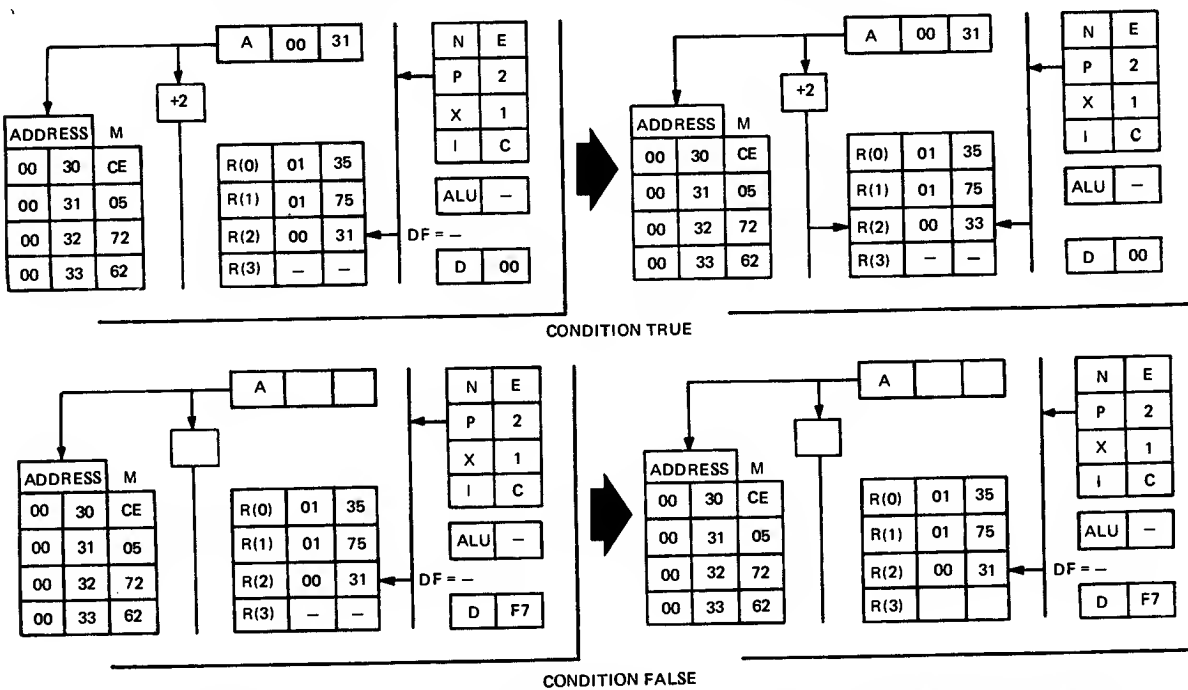 A 00 31
N E
P 2
X 1
I C
+2
ADDRESS M
00 30 CE
00 31 05
00 32 72
00 33 62
R(0) 01 35
R(1) 01 75
R(2) 00 31
R(3) — —
ALU —
DF = —
D 00
A 00 31
N E
P 2
X 1
I C
+2
ADDRESS M
00 30 CE
00 31 05
00 32 72
00 33 62
R(0) 01 35
R(1) 01 75
R(2) 00 33
R(3) — —
ALU —
D 00
CONDITION TRUE
A
N E
P 2
X 1
I C
ADDRESS M
00 30 CE
00 31 05
00 32 72
00 33 62
R(0) 01 35
R(1) 01 75
R(2) 00 31
R(3) — —
ALU —
DF = —
D F7
A
N E
P 2
X 1
I C
ADDRESS M
00 30 CE
00 31 05
00 32 72
00 33 62
R(0) 01 35
R(1) 01 75
R(2) 00 31
R(3)
ALU —
DF = —
D F7
CONDITION FALSE